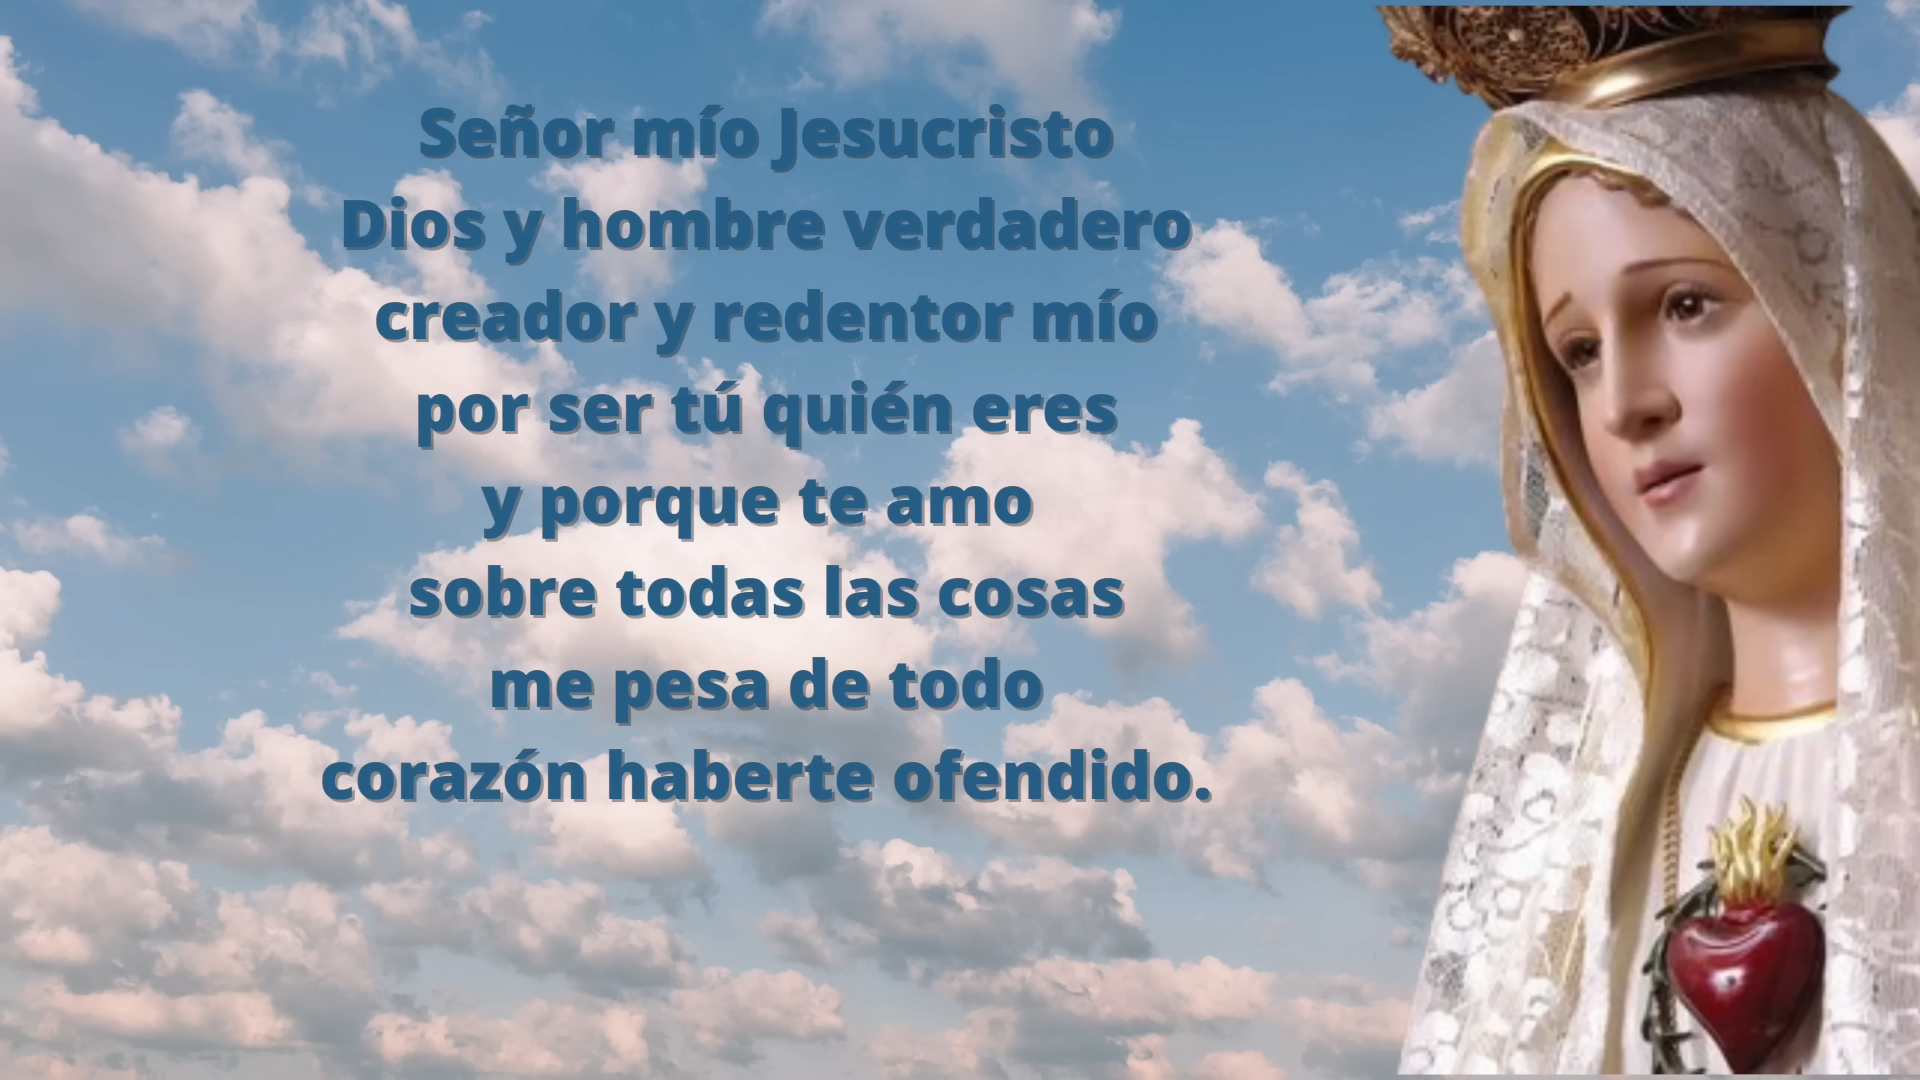 Señor mío Jesucristo
Dios y hombre verdadero
creador y redentor mío
por ser tú quién eres
y porque te amo
sobre todas las cosas
me pesa de todo
corazón haberte ofendido.